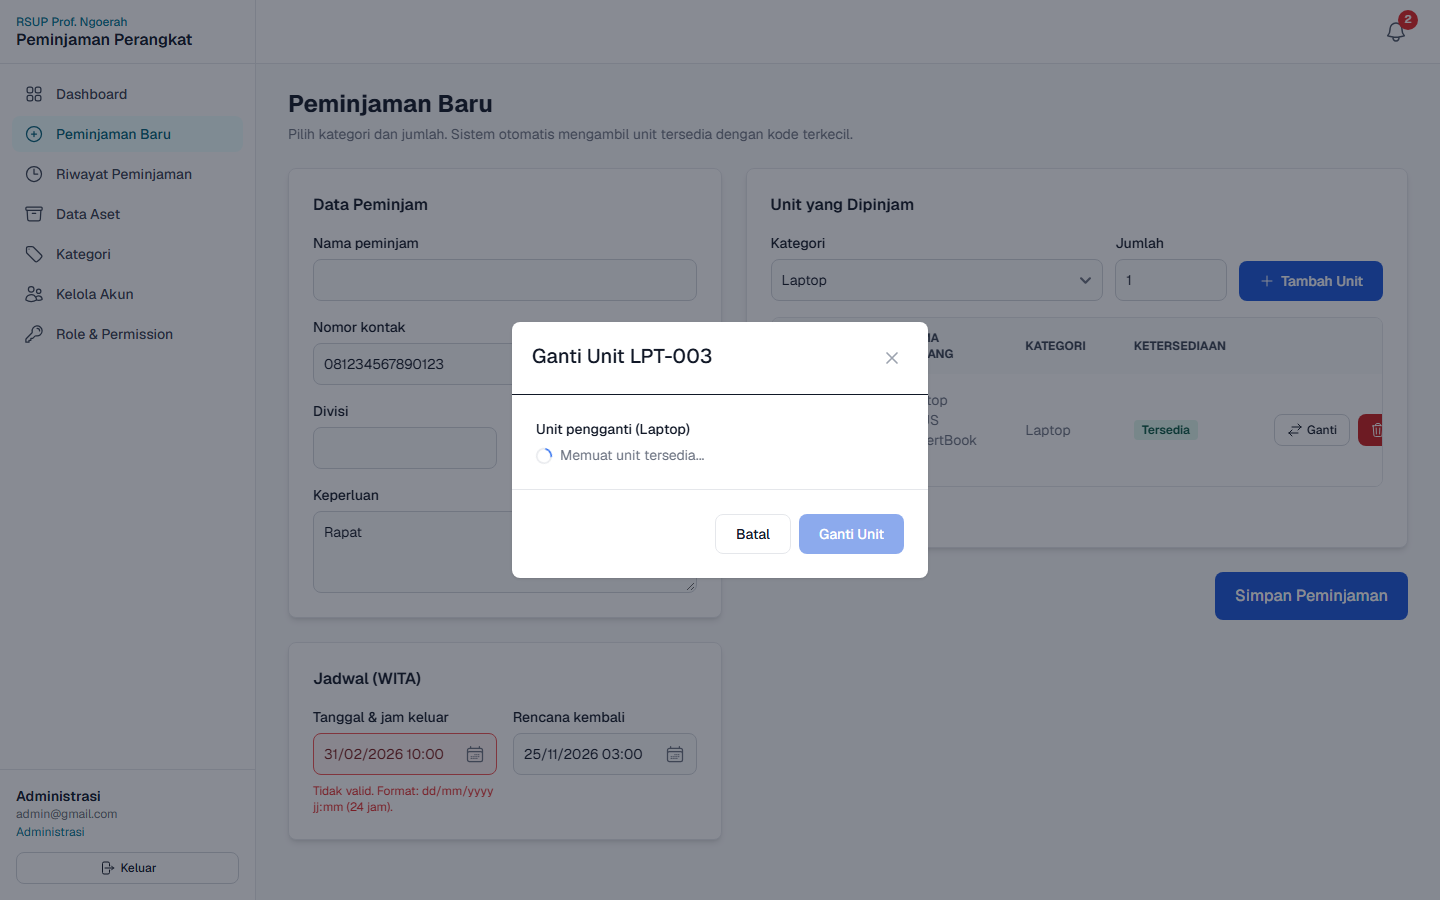 RSUP Prof. Ngoerah
Peminjaman Perangkat
2
Dashboard
Peminjaman Baru
Riwayat Peminjaman
Data Aset
Kategori
Kelola Akun
Role & Permission
Administrasi
admin@gmail.com
Administrasi
Keluar
Peminjaman Baru
Pilih kategori dan jumlah. Sistem otomatis mengambil unit tersedia dengan kode terkecil.
Data Peminjam
Nama peminjam
Nomor kontak
081234567890123
Divisi
Keperluan
Rapat
Jadwal (WITA)
Tanggal & jam keluar
Rencana kembali
31/02/2026 10:00
25/11/2026 03:00
Tidak valid. Format: dd/mm/yyyy
jj:mm (24 jam).
Unit yang Dipinjam
Kategori
Jumlah
Laptop
1
Tambah Unit
KATEGORI
KETERSEDIAAN
Laptop
Tersedia
Ganti
Simpan Peminjaman
Ganti Unit LPT-003
Unit pengganti (Laptop)
Memuat unit tersedia...
Batal
Ganti Unit